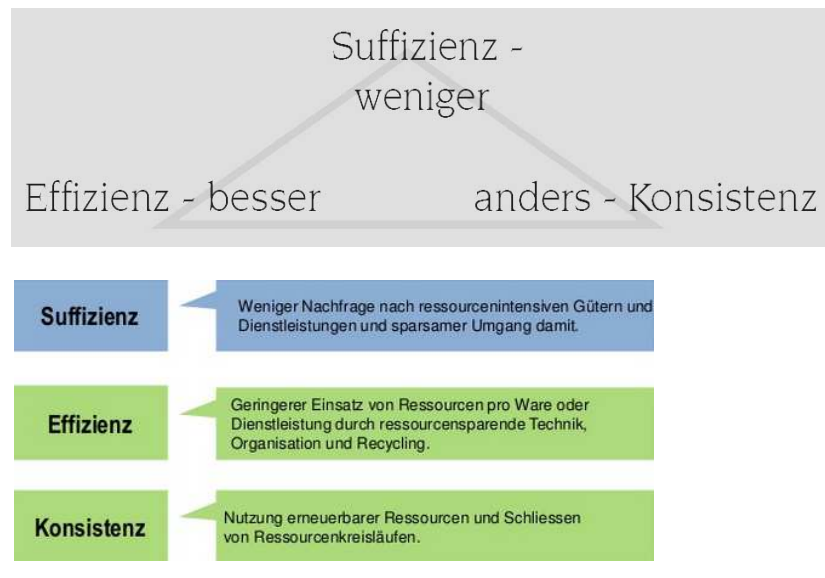 Suffizienz -
weniger
Effizienz - besser
anders - Konsistenz
Suffizienz
Weniger Nachfrage nach ressourcenintensiven Gütern und
Dienstleistungen und sparsamer Umgang damit.
Effizienz
Geringerer Einsatz von Ressourcen pro Ware oder
Dienstleistung durch ressourcensparende Technik,
Organisation und Recycling.
Konsistenz
Nutzung erneuerbarer Ressourcen und Schliessen
von Ressourcenkreisläufen.